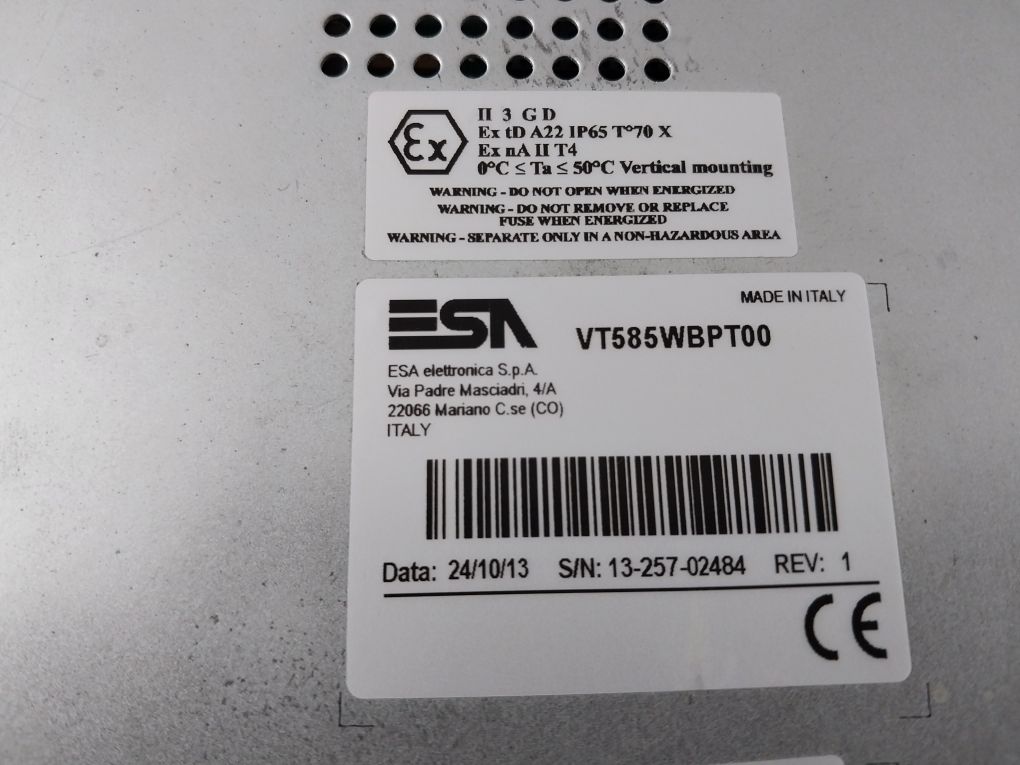 Ex
II 3 G D
Ex tD A22 IP65 T°70 X
Ex nA II T4
0°C ≤ Ta ≤ 50°C Vertical mounting
WARNING - DO NOT OPEN WHEN ENERGIZED
WARNING - DO NOT REMOVE OR REPLACE
FUSE WHEN ENERGIZED
WARNING - SEPARATE ONLY IN A NON-HAZARDOUS AREA
MADE IN ITALY
ESA VT585WBPT00
ESA elettronica S.p.A.
Via Padre Masciadri, 4/A
22066 Mariano C.se (CO)
ITALY
Data: 24/10/13 S/N: 13-257-02484 REV: 1
CE